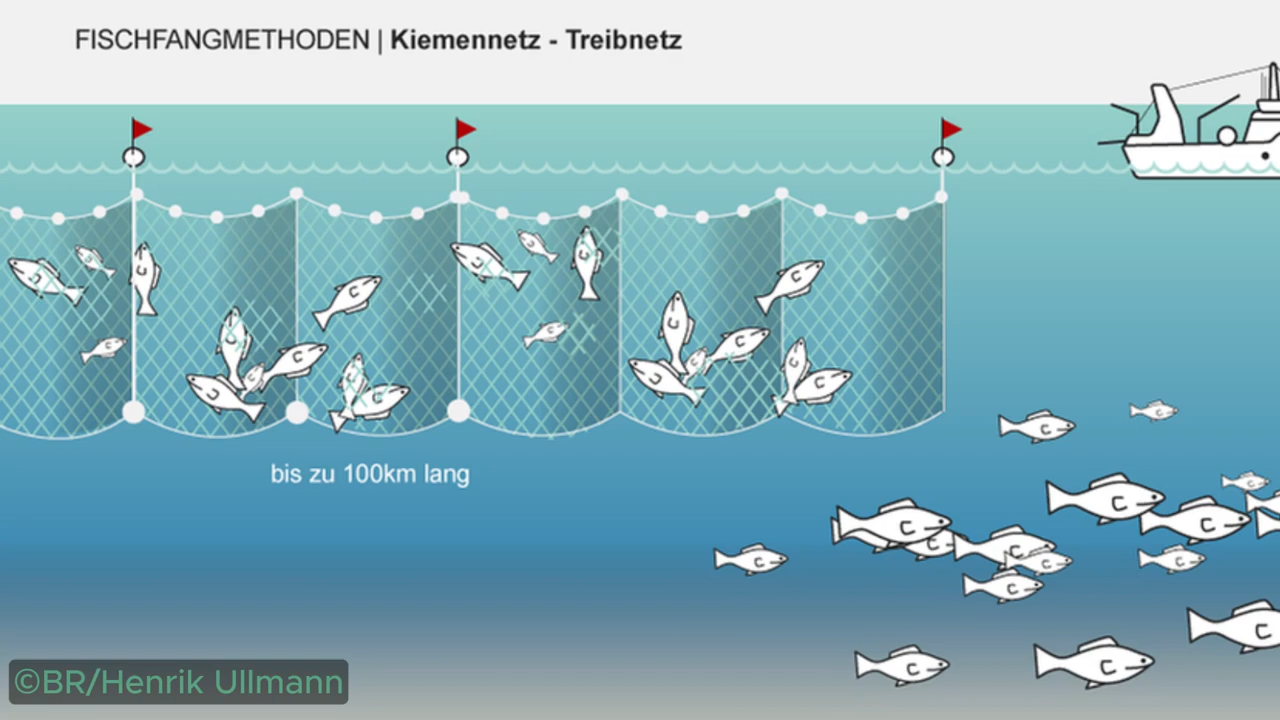 FISCHFANGMETHODEN | Kiemennetz - Treibnetz
bis zu 100km lang
©BR/Henrik Ullmann